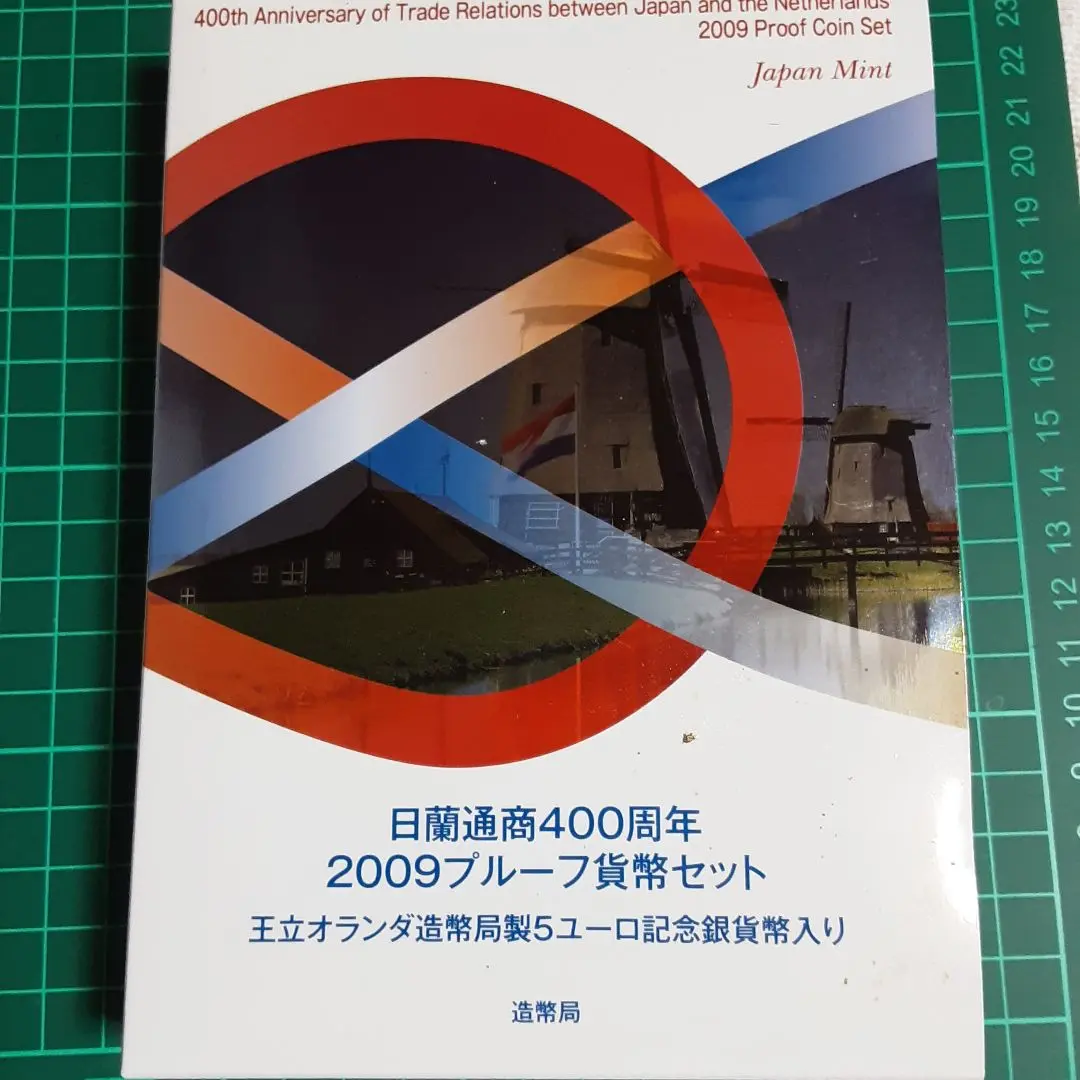 400th Anniversary of Trade Relations between Japan and the Netherlands
2009 Proof Coin Set
Japan Mint
日蘭通商400周年
2009プルーフ貨幣セット
王立オランダ造幣局製5ユーロ記念銀貨幣入り
造幣局
23
22
21
20
19
18
17
16
15
14
13
12
11
10
9
8